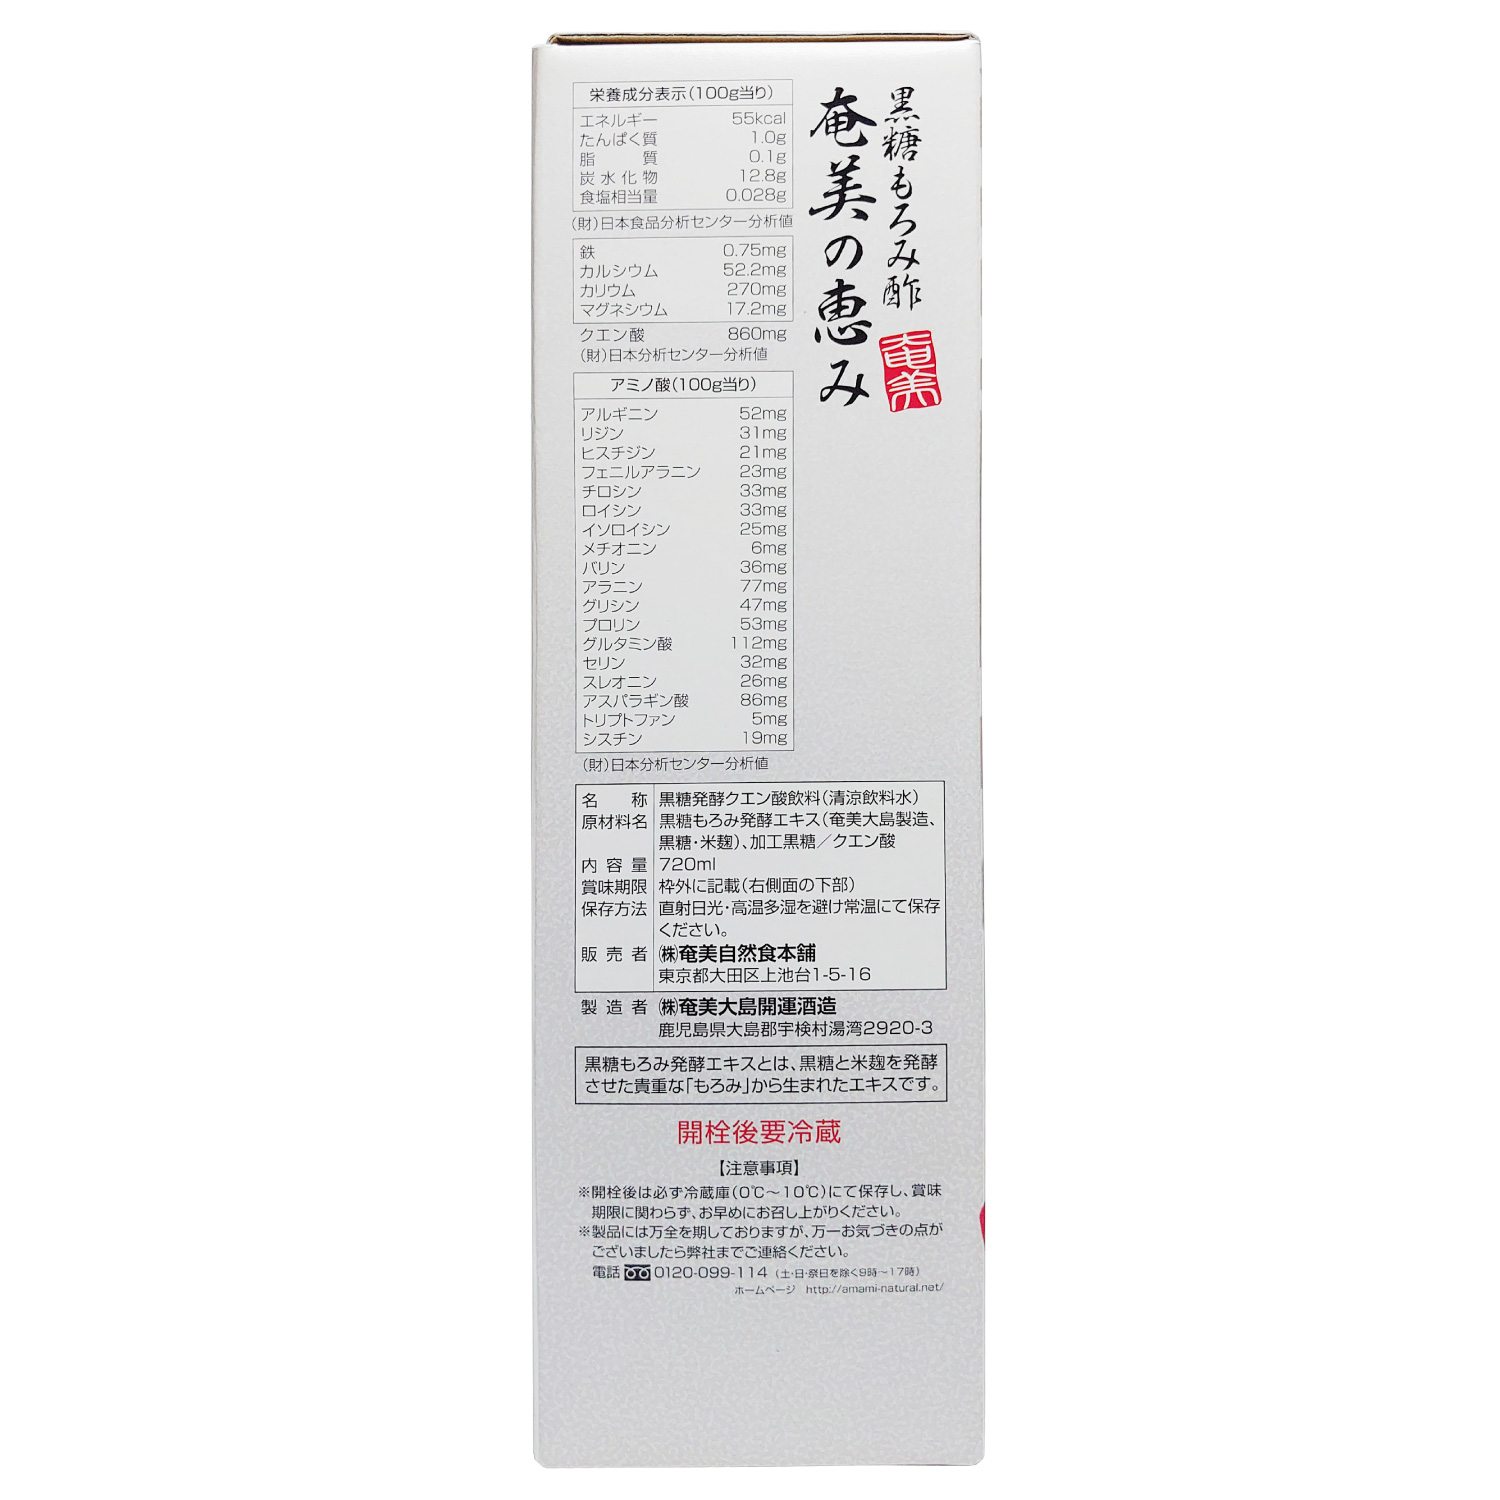 黒糖もろみ酢
奄美の恵み
奄美
栄養成分表示(100g当り)
エネルギー 55kcal
たんぱく質 1.0g
脂質 0.1g
炭水化物 12.8g
食塩相当量 0.028g
(財)日本食品分析センター分析値
鉄 0.75mg
カルシウム 52.2mg
カリウム 270mg
マグネシウム 17.2mg
クエン酸 860mg
(財)日本分析センター分析値
アミノ酸(100g当り)
アルギニン 52mg
リジン 31mg
ヒスチジン 21mg
フェニルアラニン 23mg
チロシン 33mg
ロイシン 33mg
イソロイシン 25mg
メチオニン 6mg
バリン 36mg
アラニン 77mg
グリシン 47mg
プロリン 53mg
グルタミン酸 112mg
セリン 32mg
スレオニン 26mg
アスパラギン酸 86mg
トリプトファン 5mg
シスチン 19mg
(財)日本分析センター分析値
名称 黒糖発酵クエン酸飲料(清涼飲料水)
原材料名 黒糖もろみ発酵エキス(奄美大島製造、
黒糖・米麹)、加工黒糖/クエン酸
内容量 720ml
賞味期限 枠外に記載(右側面の下部)
保存方法 直射日光・高温多湿を避け常温にて保存
ください。
販売者 ㈱奄美自然食本舗
東京都大田区上池台1-5-16
製造者 ㈱奄美大島開運酒造
鹿児島県大島郡宇検村湯湾2920-3
黒糖もろみ発酵エキスとは、黒糖と米麹を発酵
させた貴重な「もろみ」から生まれたエキスです。
開栓後要冷蔵
【注意事項】
※開栓後は必ず冷蔵庫(0℃～10℃)にて保存し、賞味
期限に関わらず、お早めにお召し上がりください。
※製品には万全を期しておりますが、万一お気づきの点が
ございましたら弊社までご連絡ください。
電話 0120-099-114 (土・日・祭日を除く9時～17時)
ホームページ http://amami-natural.net/